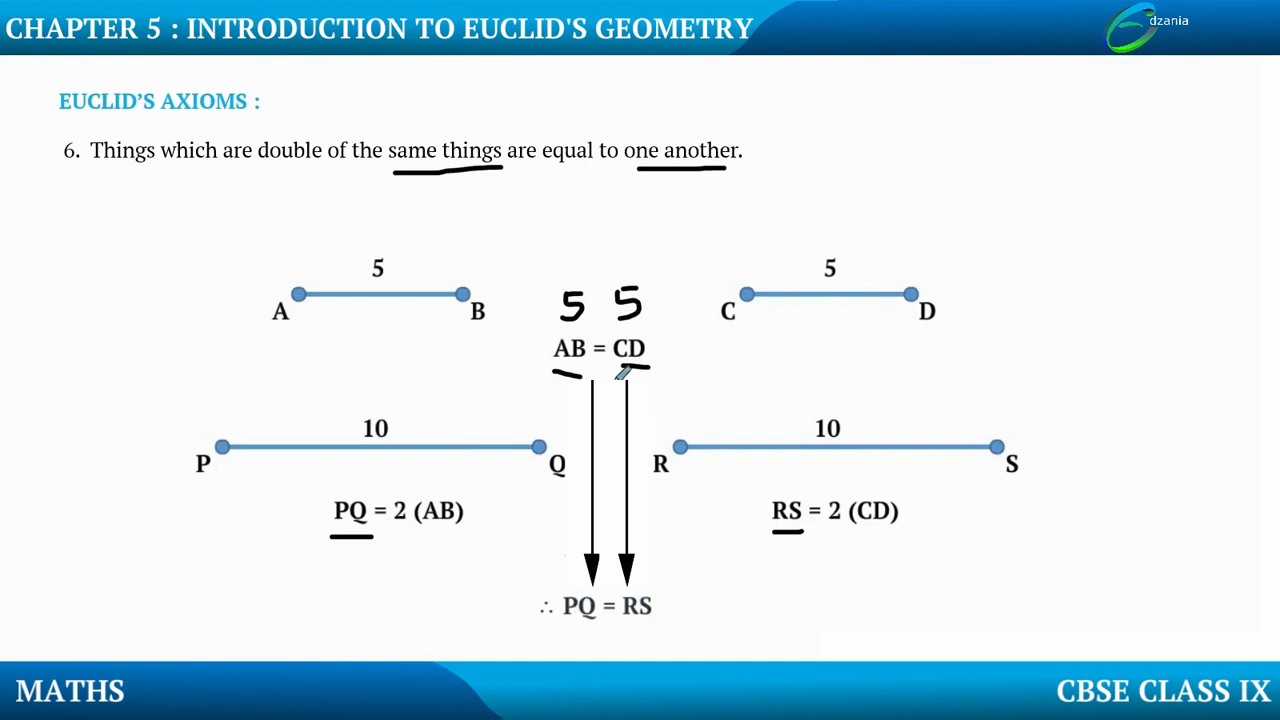 CHAPTER 5 : INTRODUCTION TO EUCLID'S GEOMETRY
Edzania
EUCLID'S AXIOMS :
6. Things which are double of the same things are equal to one another.
5
5
A
B
5 5
C
D
AB = CD
10
10
P
Q
R
S
PQ = 2 (AB)
RS = 2 (CD)
∴ PQ = RS
MATHS
CBSE CLASS IX